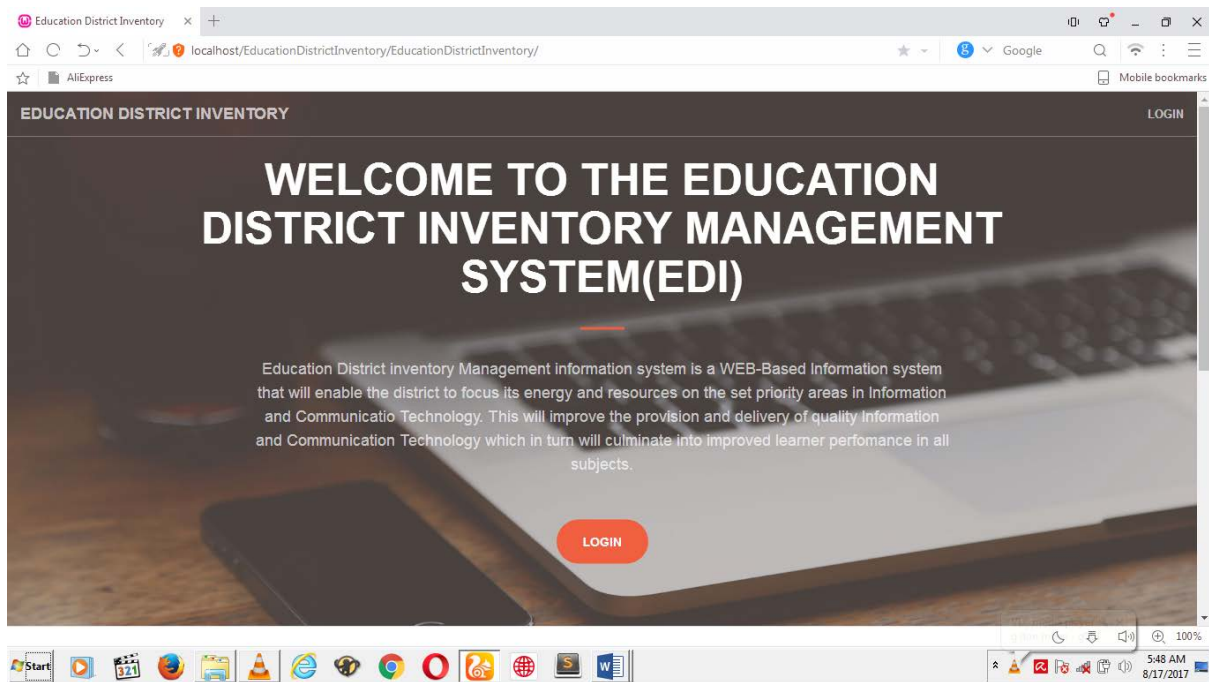 Education District Inventory
localhost/EducationDistrictInventory/EducationDistrictInventory/
Google
AliExpress
Mobile bookmarks
EDUCATION DISTRICT INVENTORY
LOGIN
WELCOME TO THE EDUCATION
DISTRICT INVENTORY MANAGEMENT
SYSTEM(EDI)
Education District inventory Management information system is a WEB-Based Information system
that will enable the district to focus its energy and resources on the set priority areas in Information
and Communicatio Technology. This will improve the provision and delivery of quality Information
and Communication Technology which in turn will culminate into improved learner perfomance in all
subjects.
LOGIN
100%
Start
321
5:48 AM
8/17/2017